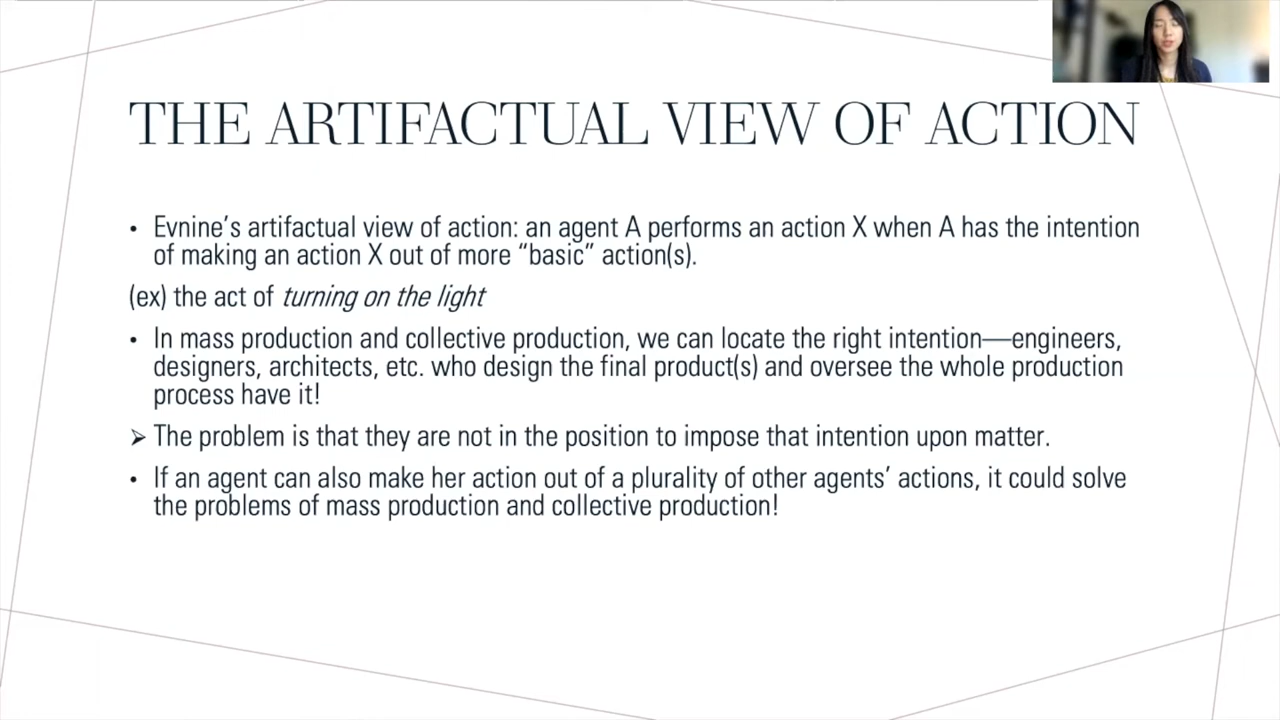 THE ARTIFACTUAL VIEW OF ACTION
• Evnine’s artifactual view of action: an agent A performs an action X when A has the intention
of making an action X out of more “basic” action(s).
(ex) the act of turning on the light
• In mass production and collective production, we can locate the right intention—engineers,
designers, architects, etc. who design the final product(s) and oversee the whole production
process have it!
➢ The problem is that they are not in the position to impose that intention upon matter.
• If an agent can also make her action out of a plurality of other agents’ actions, it could solve
the problems of mass production and collective production!